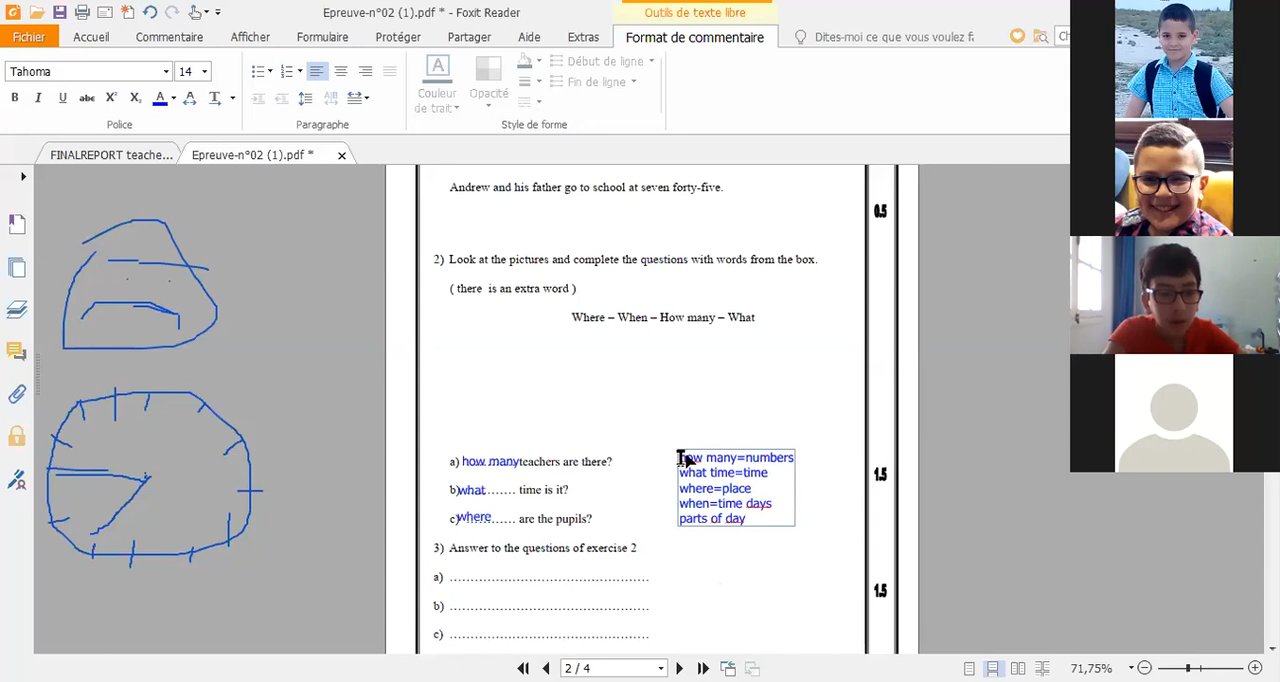 Epreuve-n°02 (1).pdf * - Foxit Reader
Outils de texte libre
Fichier Accueil Commentaire Afficher Formulaire Protéger Partager Aide Extras Format de commentaire Dites-moi ce que vous voulez f
Tahoma 14
Début de ligne
Fin de ligne
Couleur de trait
Opacité
Police Paragraphe Style de forme
FINALREPORT teache... Epreuve-n°02 (1).pdf *
Andrew and his father go to school at seven forty-five.
0.5
2) Look at the pictures and complete the questions with words from the box.
( there is an extra word )
Where – When – How many – What
a) how many teachers are there?
b) what ....... time is it?
c) where ...... are the pupils?
how many=numbers
what time=time
where=place
when=time days
parts of day
1.5
3) Answer to the questions of exercise 2
a) ..................................................
b) ..................................................
c) ..................................................
1.5
2 / 4
71,75%